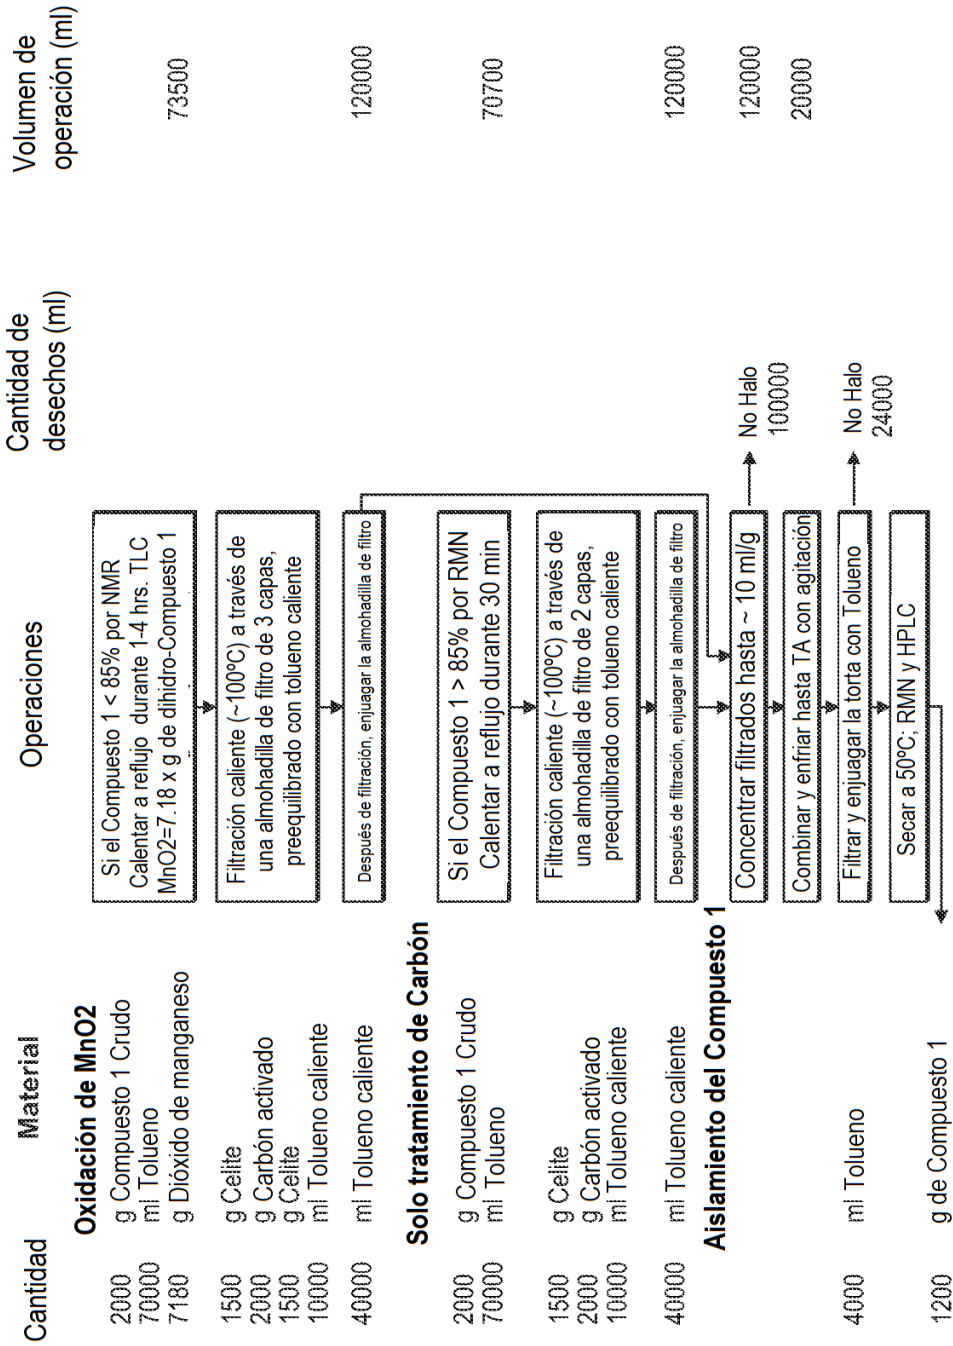 Cantidad
Material
Operaciones
Cantidad de
desechos (ml)
Volumen de
operación (ml)
Oxidación de MnO2
2000 g Compuesto 1 Crudo
70000 ml Tolueno
7180 g Dióxido de manganeso
Si el Compuesto 1 < 85% por NMR
Calentar a reflujo durante 1-4 hrs. TLC
MnO2=7.18 x g de dihidro-Compuesto 1
73500
1500 g Celite
2000 g Carbón activado
1500 g Celite
10000 ml Tolueno caliente
Filtración caliente (~100ºC) a través de
una almohadilla de filtro de 3 capas,
preequilibrado con tolueno caliente
40000 ml Tolueno caliente
Después de filtración, enjuagar la almohadilla de filtro
120000
Solo tratamiento de Carbón
2000 g Compuesto 1 Crudo
70000 ml Tolueno
Si el Compuesto 1 > 85% por RMN
Calentar a reflujo durante 30 min
70700
1500 g Celite
2000 g Carbón activado
10000 ml Tolueno caliente
Filtración caliente (~100ºC) a través de
una almohadilla de filtro de 2 capas,
preequilibrado con tolueno caliente
40000 ml Tolueno caliente
Después de filtración, enjuagar la almohadilla de filtro
120000
Aislamiento del Compuesto 1
Concentrar filtrados hasta ~ 10 ml/g
No Halo
100000
120000
Combinar y enfriar hasta TA con agitación
20000
4000 ml Tolueno
Filtrar y enjuagar la torta con Tolueno
No Halo
24000
Secar a 50ºC; RMN y HPLC
1200 g de Compuesto 1